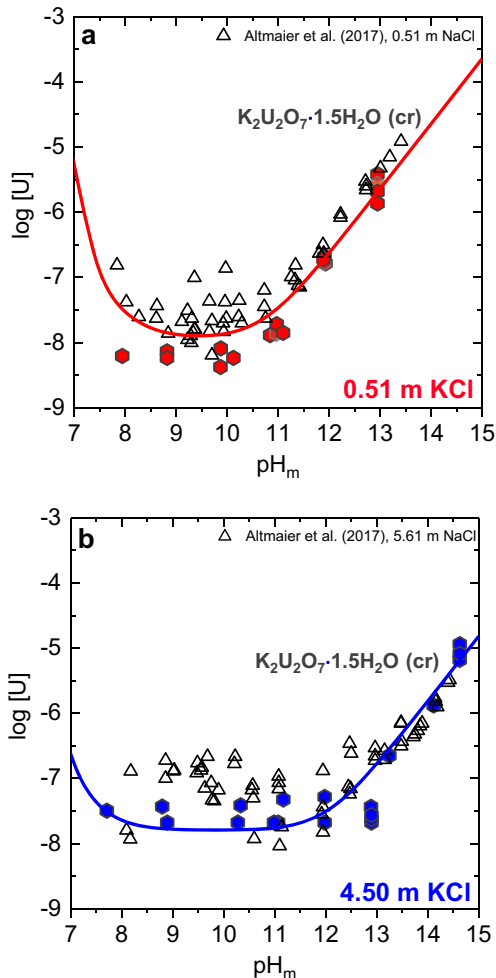 a
△ Altmaier et al. (2017), 0.51 m NaCl
K₂U₂O₇·1.5H₂O (cr)
log [U]
-3
-4
-5
-6
-7
-8
-9
0.51 m KCl
7 8 9 10 11 12 13 14 15
pHₘ
b
△ Altmaier et al. (2017), 5.61 m NaCl
K₂U₂O₇·1.5H₂O (cr)
log [U]
-3
-4
-5
-6
-7
-8
-9
4.50 m KCl
7 8 9 10 11 12 13 14 15
pHₘ